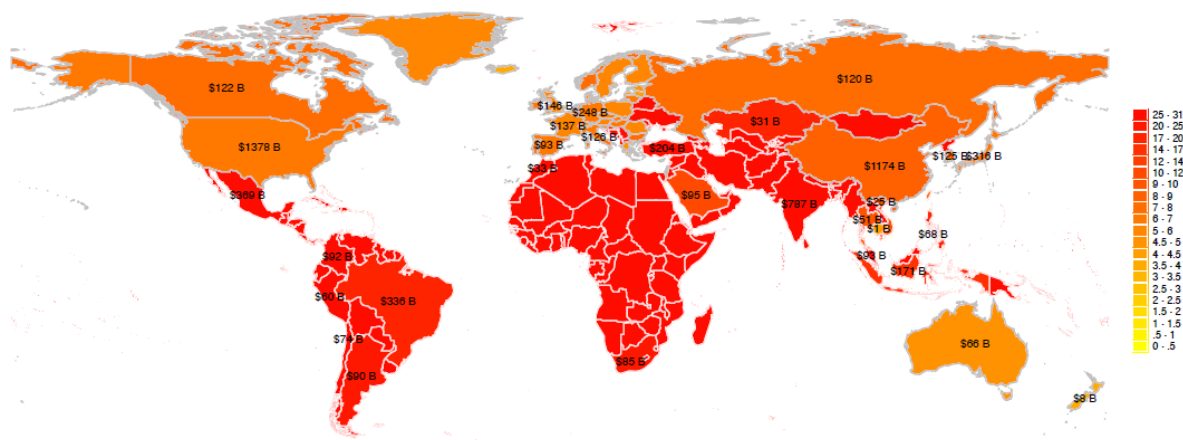 $122 B
$120 B
$146 B
$248 B
$137 B
$31 B
$1378 B
$93 B
$126 B
$204 B
$125 B
$316 B
$33 B
$1174 B
$369 B
$95 B
$787 B
$25 B
$51 B
$1 B
$68 B
$92 B
$93 B
$171 B
$60 B
$336 B
$74 B
$66 B
$85 B
$90 B
$8 B
25 - 31
20 - 25
17 - 20
14 - 17
12 - 14
10 - 12
9 - 10
8 - 9
7 - 8
6 - 7
5 - 6
4.5 - 5
4 - 4.5
3.5 - 4
3 - 3.5
2.5 - 3
2 - 2.5
1.5 - 2
1 - 1.5
.5 - 1
0 - .5